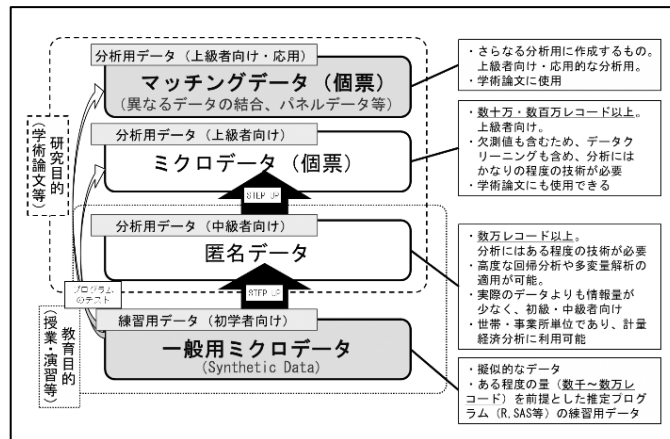 分析用データ（上級者向け・応用）
マッチングデータ（個票）
（異なるデータの結合、パネルデータ等）
・さらなる分析用に作成するもの。
上級者向け・応用的な分析用。
・学術論文に使用
分析用データ（上級者向け）
ミクロデータ（個票）
・数十万・数百万レコード以上。
上級者向け。
・欠測値も含むため、データク
リーニングも含め、分析には
かなりの程度の技術が必要
・学術論文にも使用できる
研究目的
（学術論文等）
STEP UP
分析用データ（中級者向け）
匿名データ
・数万レコード以上。
分析にはある程度の技術が必要
・高度な回帰分析や多変量解析の
適用が可能。
・実際のデータよりも情報量が
少なく、初級・中級者向け
・世帯・事業所単位であり、計量
経済分析に利用可能
STEP UP
プログラム
のテスト
教育目的
（授業・演習等）
練習用データ（初学者向け）
一般用ミクロデータ
(Synthetic Data)
・擬似的なデータ
・ある程度の量（数千～数万レ
コード）を前提とした推定プログ
ラム（R,SAS等）の練習用データ